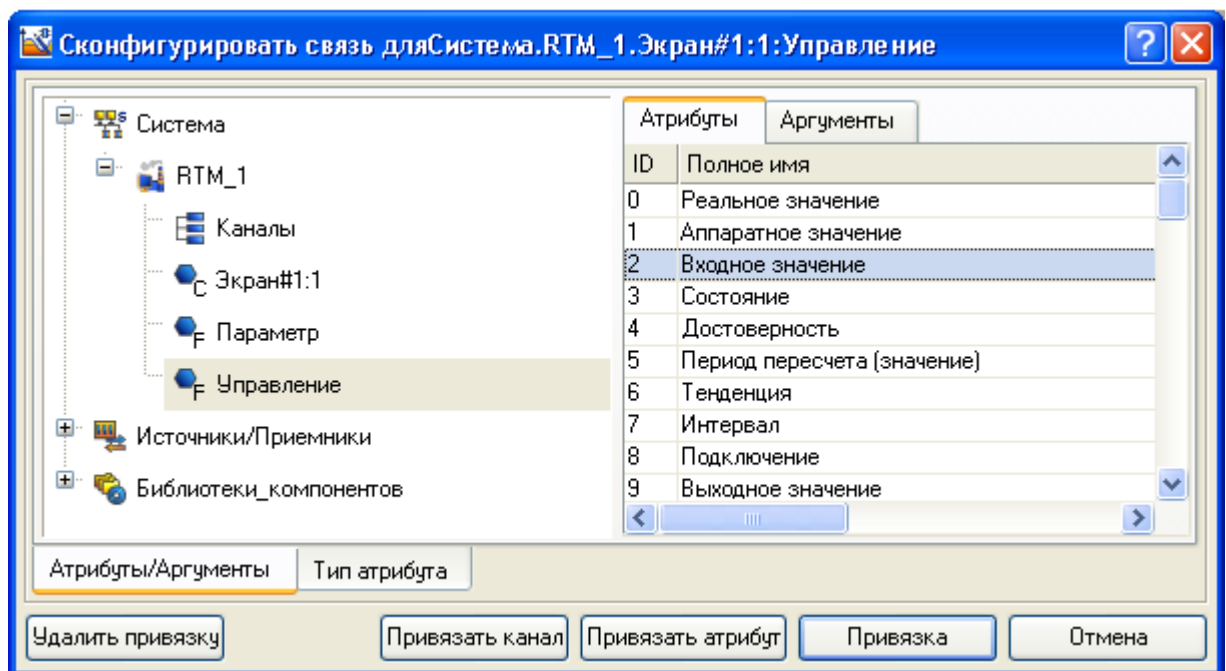 Сконфигурировать связь дляСистема.RTM_1.Экран#1:1:Управление
Система
RTM_1
Каналы
C Экран#1:1
F Параметр
F Управление
Источники/Приемники
Библиотеки_компонентов
Атрибуты Аргументы
ID Полное имя
0 Реальное значение
1 Аппаратное значение
2 Входное значение
3 Состояние
4 Достоверность
5 Период пересчета (значение)
6 Тенденция
7 Интервал
8 Подключение
9 Выходное значение
Атрибуты/Аргументы Тип атрибута
Удалить привязку Привязать канал Привязать атрибут Привязка Отмена